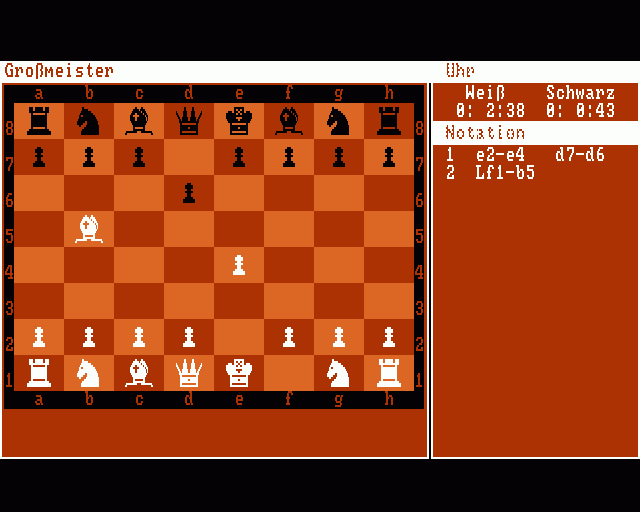 Großmeister
Uhr
a b c d e f g h
Weiß Schwarz
0: 2:38 0: 0:43
8 8
Notation
7 7
1 e2-e4 d7-d6
2 Lf1-b5
6 6
5 5
4 4
3 3
2 2
1 1
a b c d e f g h